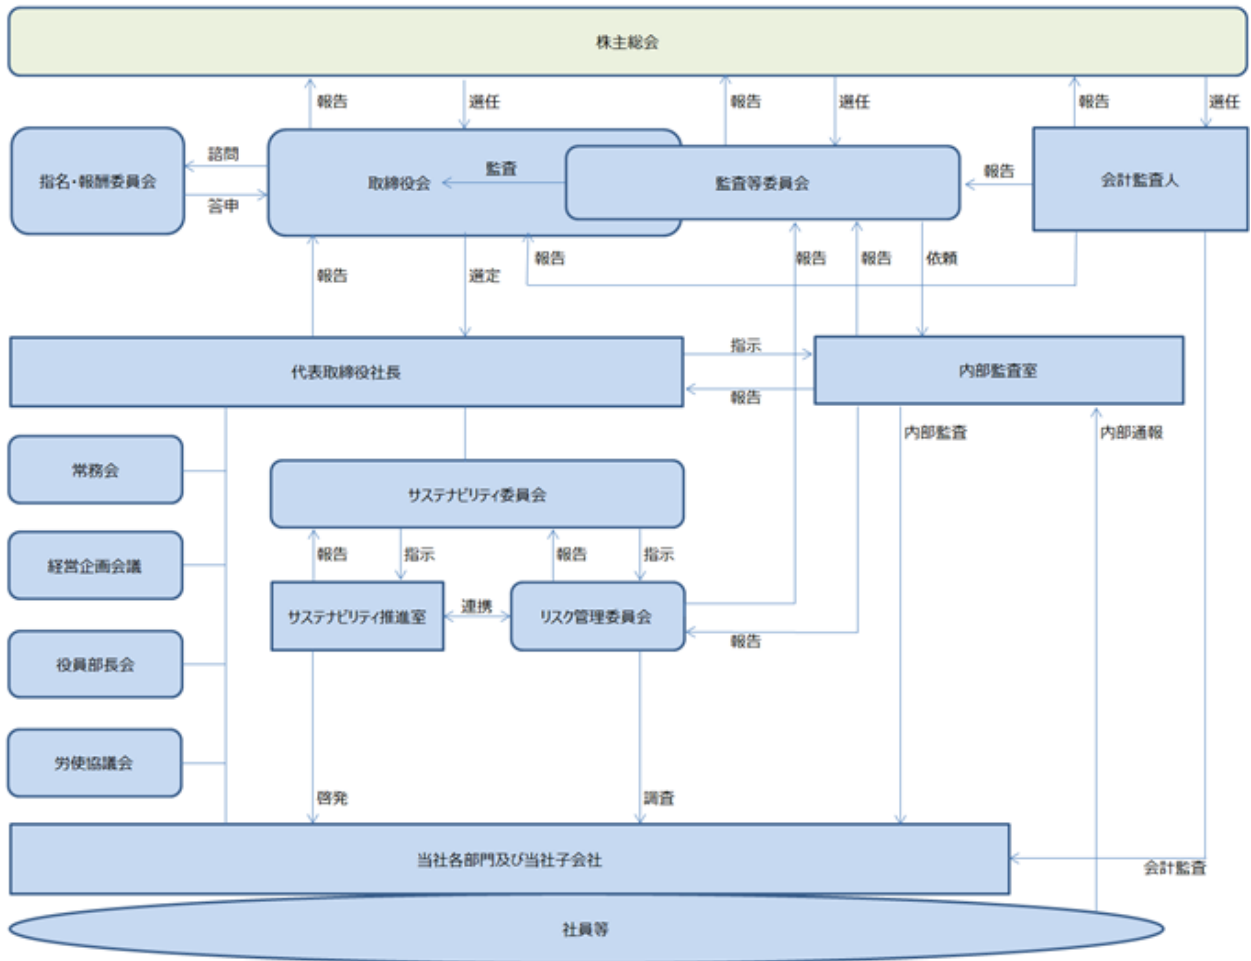 株主総会
報告
選任
報告
選任
報告
選任
指名・報酬委員会
諮問
答申
取締役会
監査
監査等委員会
報告
会計監査人
報告
選定
報告
報告
報告
依頼
代表取締役社長
指示
報告
内部監査室
内部監査
内部通報
常務会
サステナビリティ委員会
経営企画会議
報告
指示
報告
指示
サステナビリティ推進室
連携
リスク管理委員会
報告
役員部長会
労使協議会
啓発
調査
当社各部門及び当社子会社
会計監査
社員等